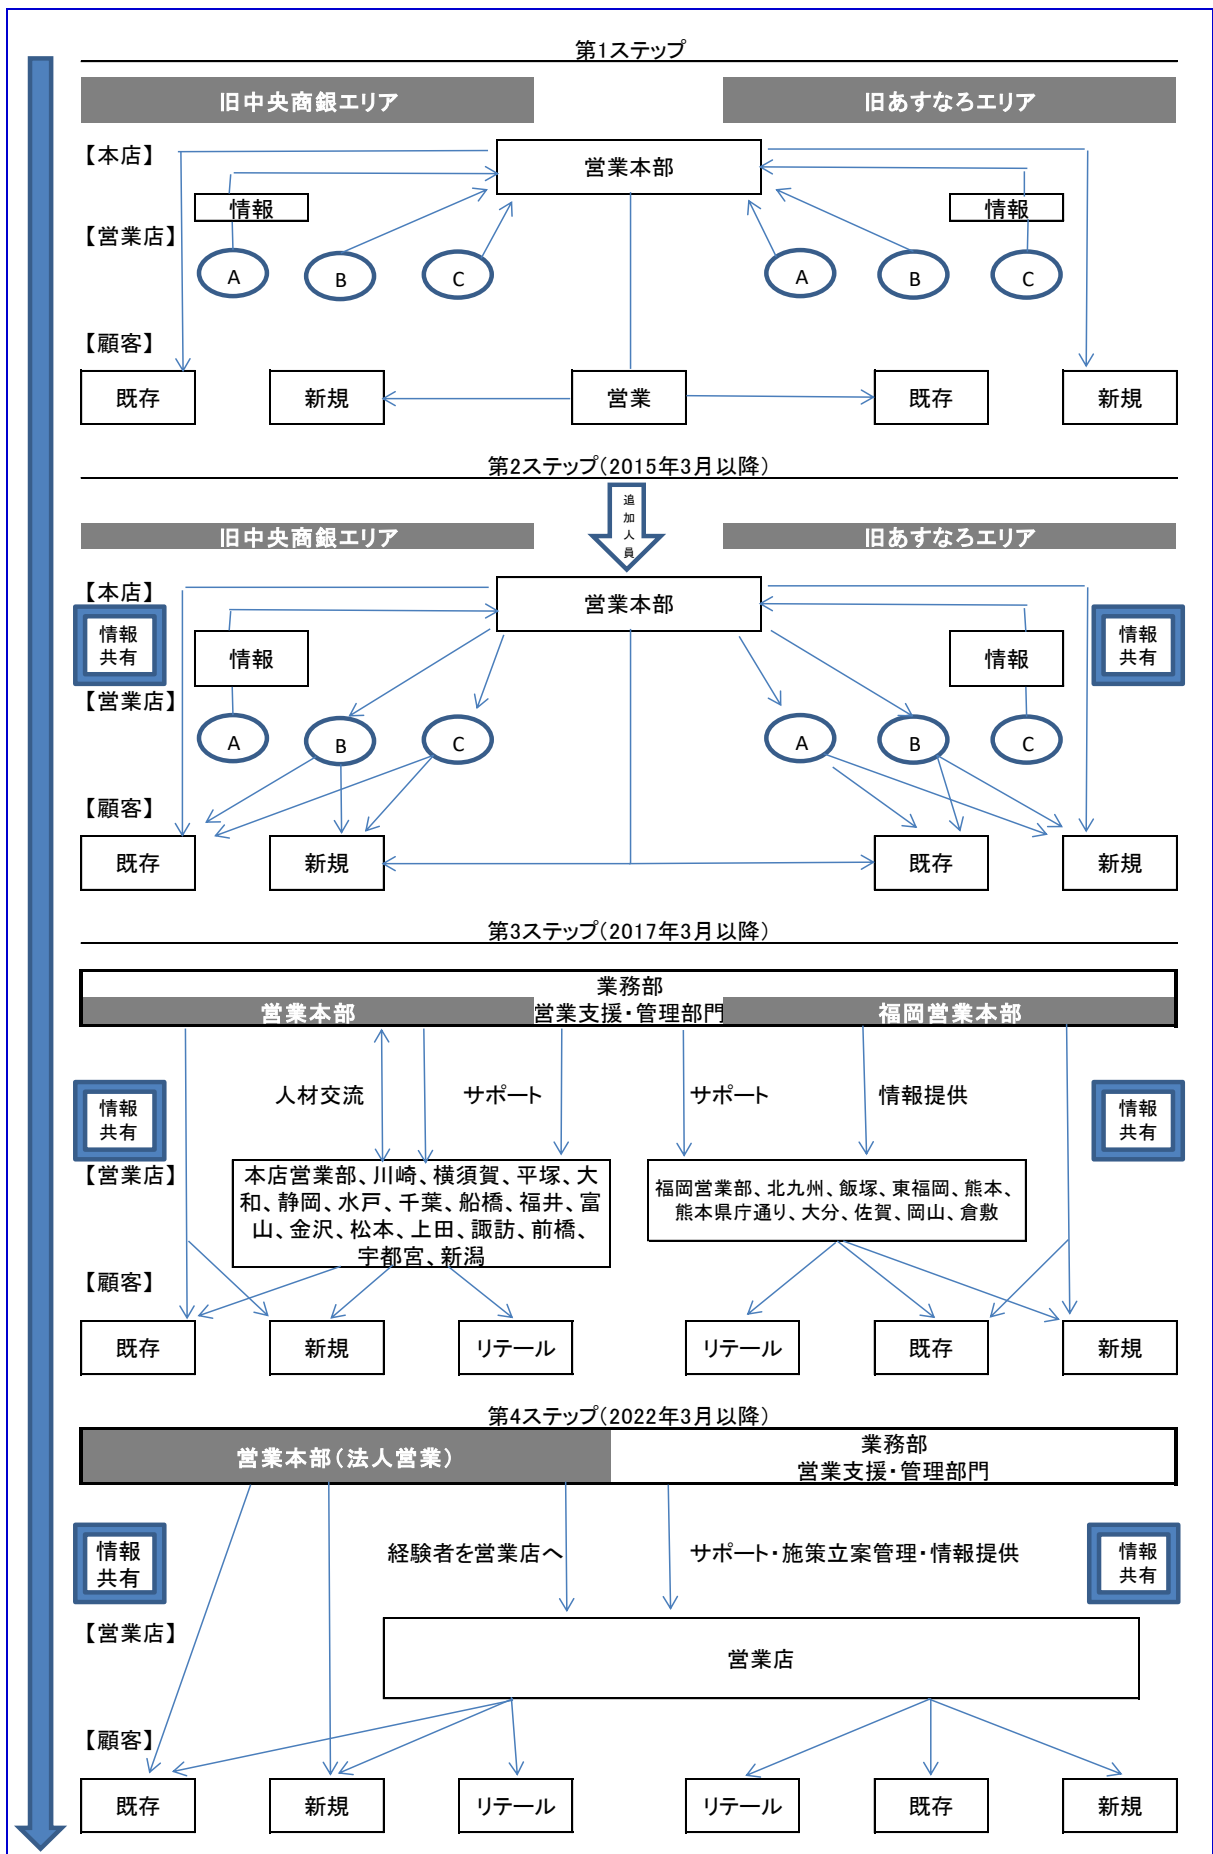 第1ステップ
旧中央商銀エリア
旧あすなろエリア
【本店】
営業本部
情報
情報
【営業店】
A
B
C
A
B
C
【顧客】
既存
新規
営業
既存
新規
第2ステップ(2015年3月以降)
追加人員
旧中央商銀エリア
旧あすなろエリア
【本店】
営業本部
情報
共有
情報
共有
情報
情報
【営業店】
A
B
C
A
B
C
【顧客】
既存
新規
既存
新規
第3ステップ(2017年3月以降)
業務部
営業本部
営業支援・管理部門
福岡営業本部
人材交流
サポート
サポート
情報提供
情報
共有
情報
共有
【営業店】
本店営業部、川崎、横須賀、平塚、大
和、静岡、水戸、千葉、船橋、福井、富
山、金沢、松本、上田、諏訪、前橋、
宇都宮、新潟
福岡営業部、北九州、飯塚、東福岡、熊本、
熊本県庁通り、大分、佐賀、岡山、倉敷
【顧客】
既存
新規
リテール
リテール
既存
新規
第4ステップ(2022年3月以降)
営業本部(法人営業)
業務部
営業支援・管理部門
情報
共有
経験者を営業店へ
サポート・施策立案管理・情報提供
情報
共有
【営業店】
営業店
【顧客】
既存
新規
リテール
リテール
既存
新規